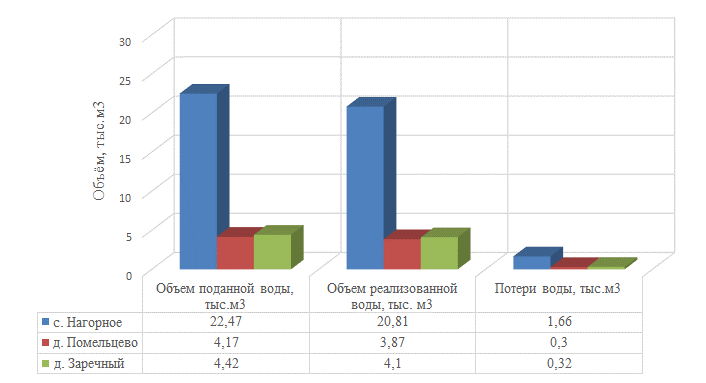 30
25
20
15
10
5
0
Объём, тыс.м3
Объем поданной воды,
тыс.м3
Объем реализованной
воды, тыс. м3
Потери воды, тыс.м3
с. Нагорное 22,47 20,81 1,66
д. Помельцево 4,17 3,87 0,3
д. Заречный 4,42 4,1 0,32